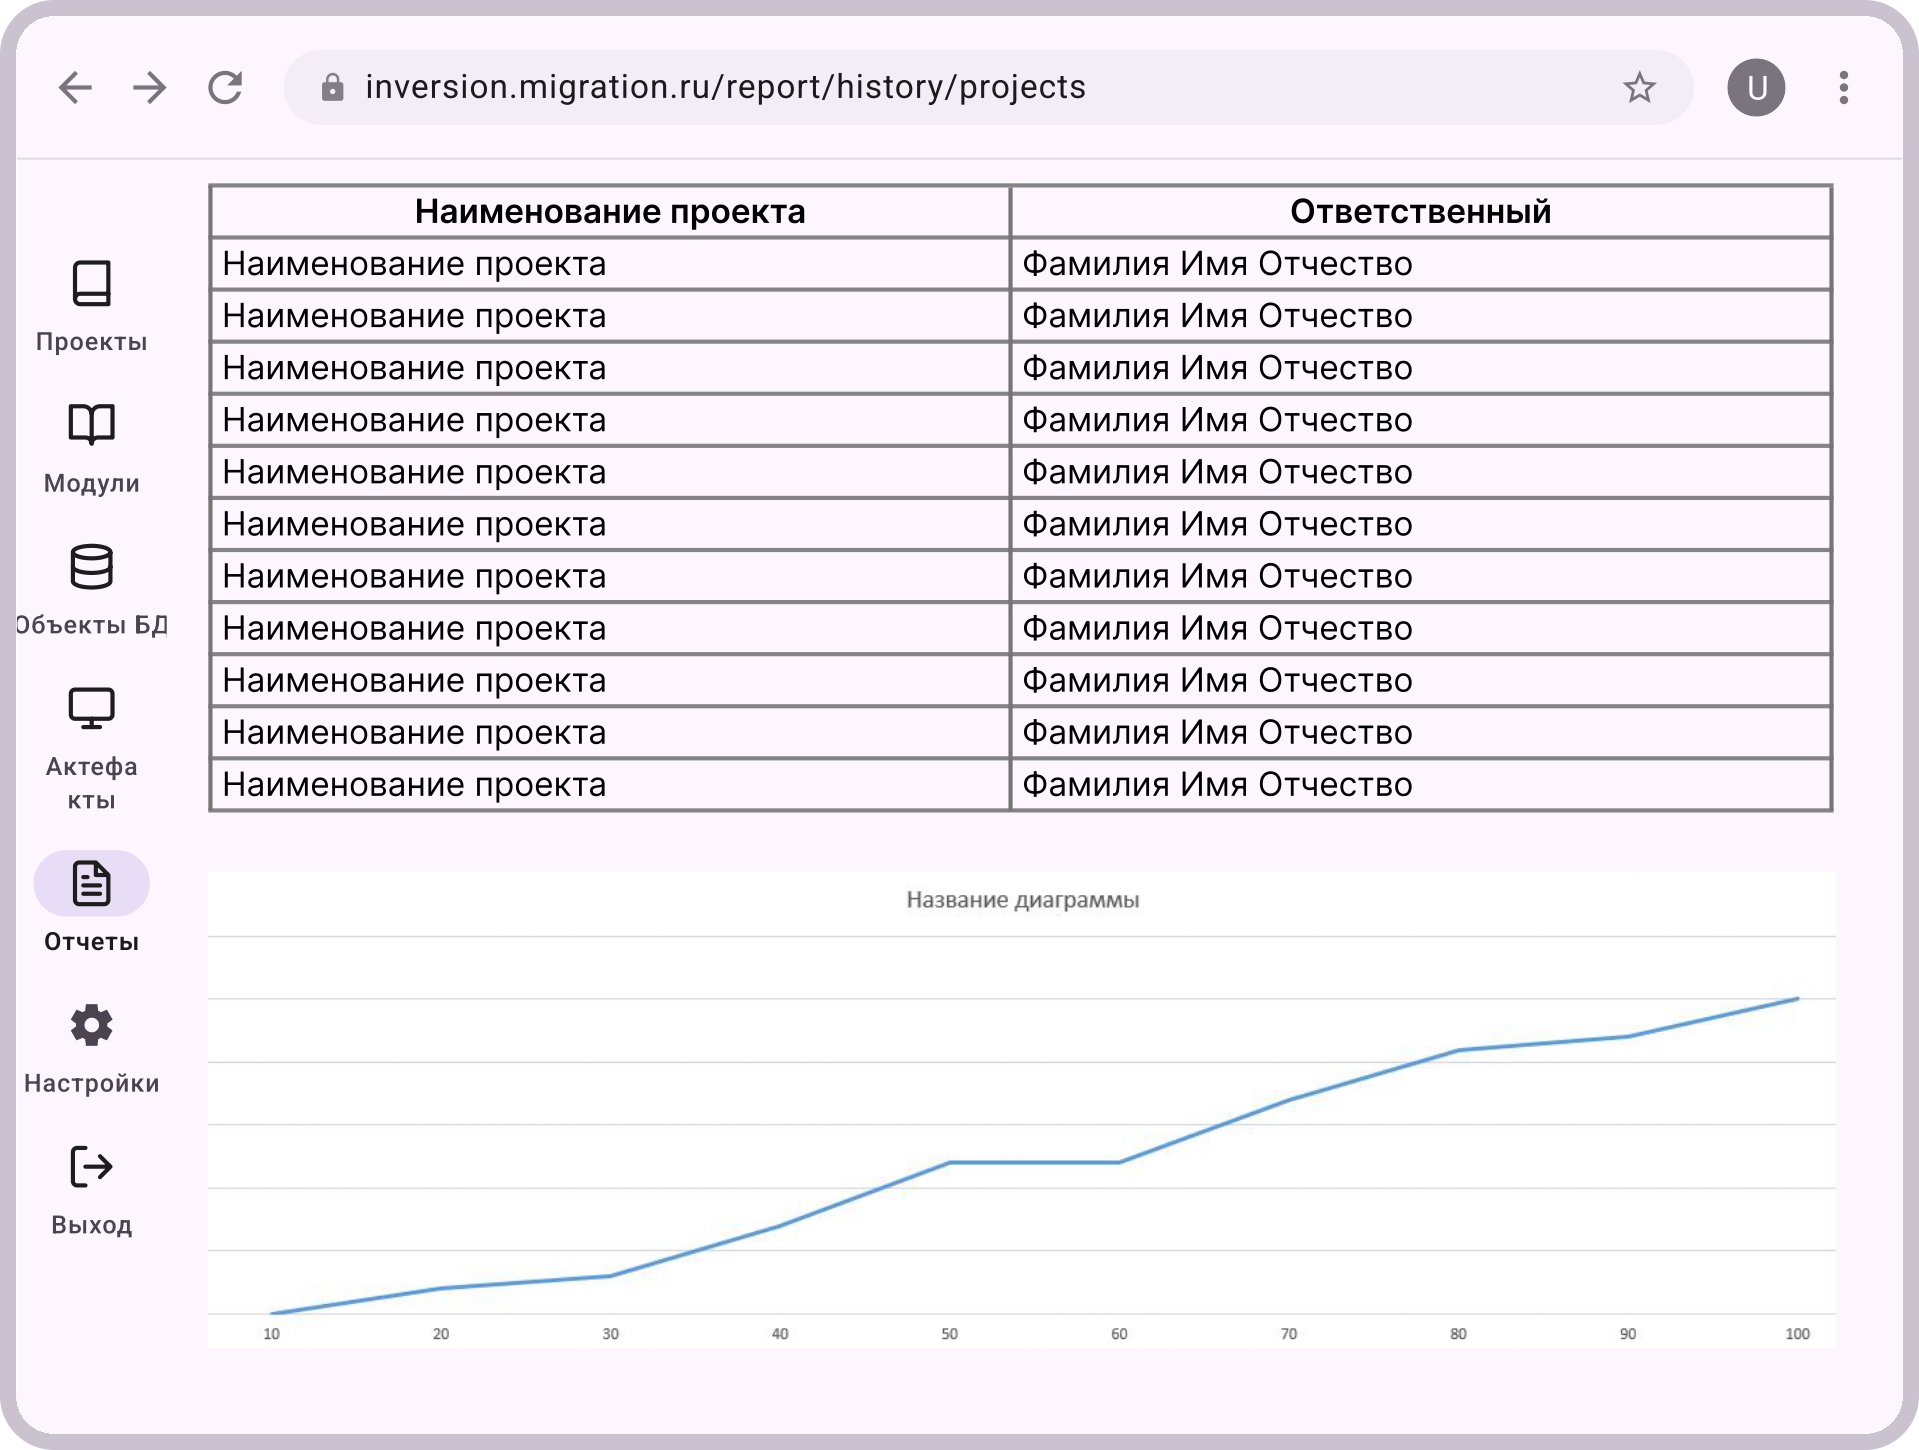 inversion.migration.ru/report/history/projects
U
Проекты
Модули
Объекты БД
Актефа
кты
Отчеты
Настройки
Выход
Наименование проекта Ответственный
Наименование проекта Фамилия Имя Отчество
Наименование проекта Фамилия Имя Отчество
Наименование проекта Фамилия Имя Отчество
Наименование проекта Фамилия Имя Отчество
Наименование проекта Фамилия Имя Отчество
Наименование проекта Фамилия Имя Отчество
Наименование проекта Фамилия Имя Отчество
Наименование проекта Фамилия Имя Отчество
Наименование проекта Фамилия Имя Отчество
Наименование проекта Фамилия Имя Отчество
Наименование проекта Фамилия Имя Отчество
Название диаграммы
10 20 30 40 50 60 70 80 90 100